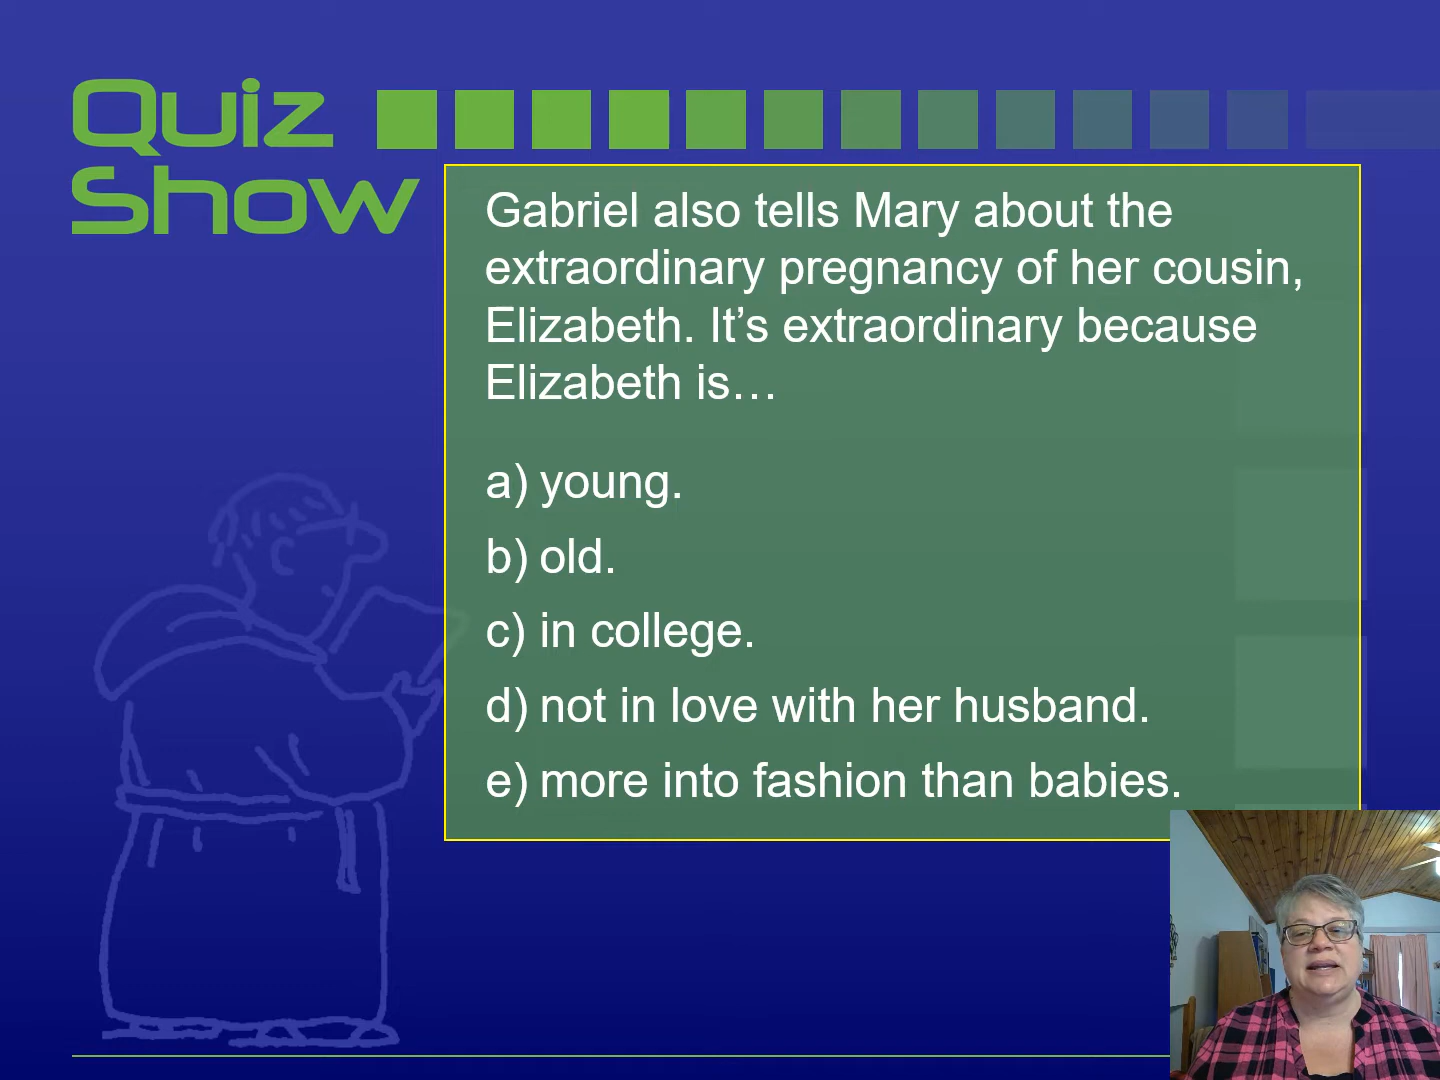 Quiz
Show
Gabriel also tells Mary about the
extraordinary pregnancy of her cousin,
Elizabeth. It’s extraordinary because
Elizabeth is…
a) young.
b) old.
c) in college.
d) not in love with her husband.
e) more into fashion than babies.